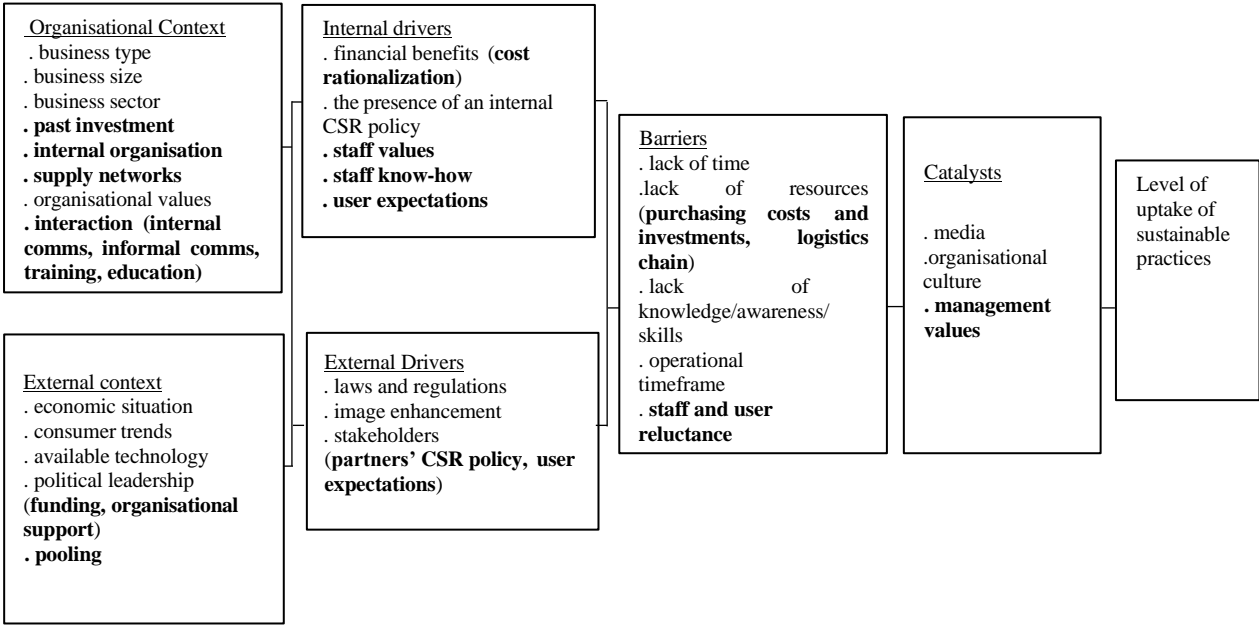 Organisational Context
. business type
. business size
. business sector
. past investment
. internal organisation
. supply networks
. organisational values
. interaction (internal
comms, informal comms,
training, education)
External context
. economic situation
. consumer trends
. available technology
. political leadership
(funding, organisational
support)
. pooling
Internal drivers
. financial benefits (cost
rationalization)
. the presence of an internal
CSR policy
. staff values
. staff know-how
. user expectations
External Drivers
. laws and regulations
. image enhancement
. stakeholders
(partners’ CSR policy, user
expectations)
Barriers
. lack of time
.lack of resources
(purchasing costs and
investments, logistics
chain)
. lack of
knowledge/awareness/
skills
. operational
timeframe
. staff and user
reluctance
Catalysts
. media
.organisational
culture
. management
values
Level of
uptake of
sustainable
practices